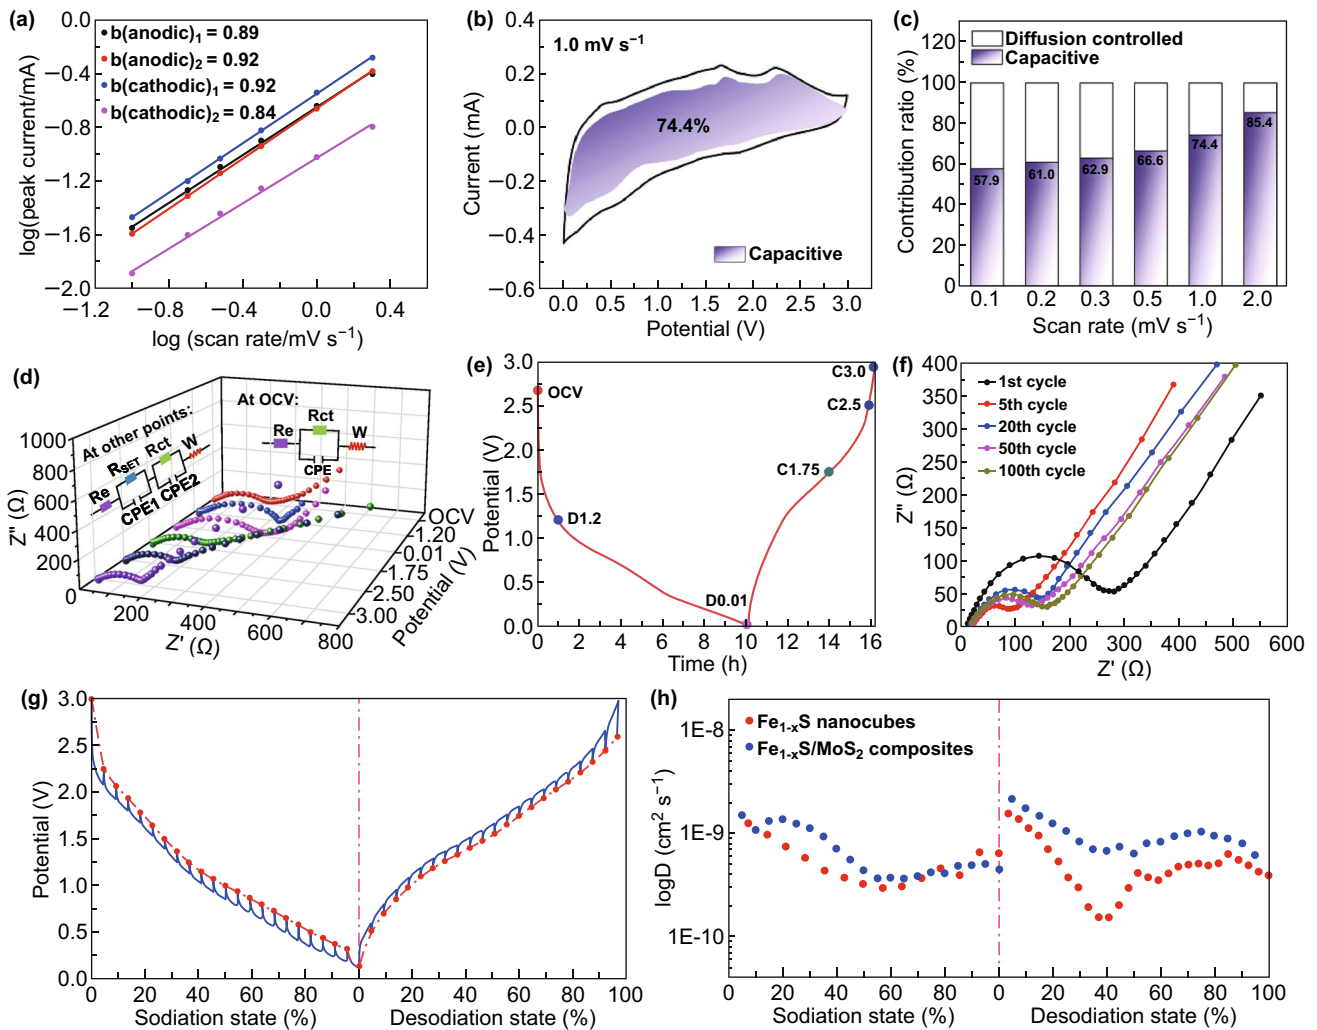 (a)
0.0
−0.4
−0.8
−1.2
−1.6
−2.0
log(peak current/mA)
b(anodic)1 = 0.89
b(anodic)2 = 0.92
b(cathodic)1 = 0.92
b(cathodic)2 = 0.84
−1.2 −0.8 −0.4 0.0 0.4
log (scan rate/mV s−1)
(b)
0.4
0.2
0.0
−0.2
−0.4
−0.6
Current (mA)
1.0 mV s−1
74.4%
Capacitive
0.0 0.5 1.0 1.5 2.0 2.5 3.0
Potential (V)
(c)
120
100
80
60
40
20
0
Contribution ratio (%)
Diffusion controlled
Capacitive
57.9 61.0 62.9 66.6 74.4 85.4
0.1 0.2 0.3 0.5 1.0 2.0
Scan rate (mV s−1)
(d)
1000
800
600
400
200
0
Z" (Ω)
At other points:
Re RSET Rct W
CPE1 CPE2
At OCV:
Re Rct W
CPE
200 400 600 800
Z' (Ω)
OCV
1.20
0.01
1.75
2.50
3.00
Potential (V)
(e)
3.0
2.5
2.0
1.5
1.0
0.5
0.0
Potential (V)
OCV
D1.2
D0.01
C1.75
C2.5
C3.0
0 2 4 6 8 10 12 14 16
Time (h)
(f)
400
350
300
250
200
150
100
50
0
Z" (Ω)
1st cycle
5th cycle
20th cycle
50th cycle
100th cycle
0 100 200 300 400 500 600
Z' (Ω)
(g)
3.0
2.5
2.0
1.5
1.0
0.5
0.0
Potential (V)
0 20 40 60 80 0 20 40 60 80 100
Sodiation state (%) Desodiation state (%)
(h)
1E-8
1E-9
1E-10
logD (cm2 s−1)
Fe1-xS nanocubes
Fe1-xS/MoS2 composites
0 20 40 60 80 0 20 40 60 80 100
Sodiation state (%) Desodiation state (%)